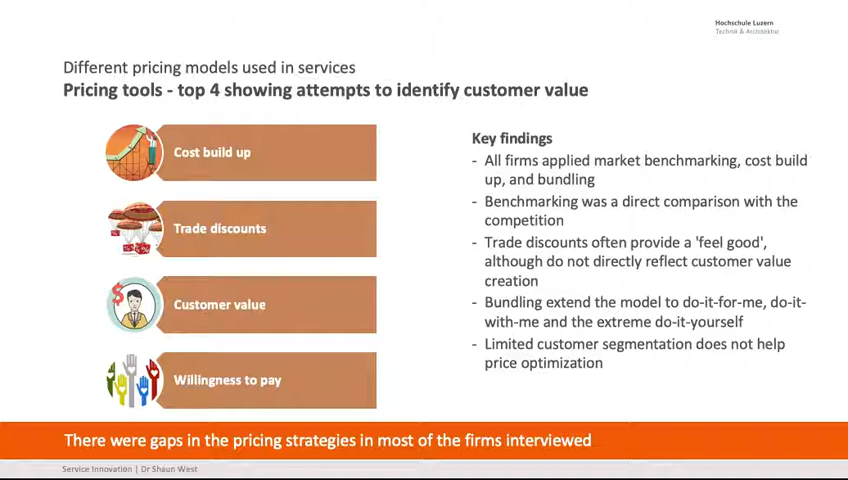 Hochschule Luzern
Technik & Architektur
Different pricing models used in services
Pricing tools - top 4 showing attempts to identify customer value
Cost build up
Trade discounts
Customer value
Willingness to pay
Key findings
- All firms applied market benchmarking, cost build
up, and bundling
- Benchmarking was a direct comparison with the
competition
- Trade discounts often provide a 'feel good',
although do not directly reflect customer value
creation
- Bundling extend the model to do-it-for-me, do-it-
with-me and the extreme do-it-yourself
- Limited customer segmentation does not help
price optimization
There were gaps in the pricing strategies in most of the firms interviewed
Service Innovation | Dr Shaun West